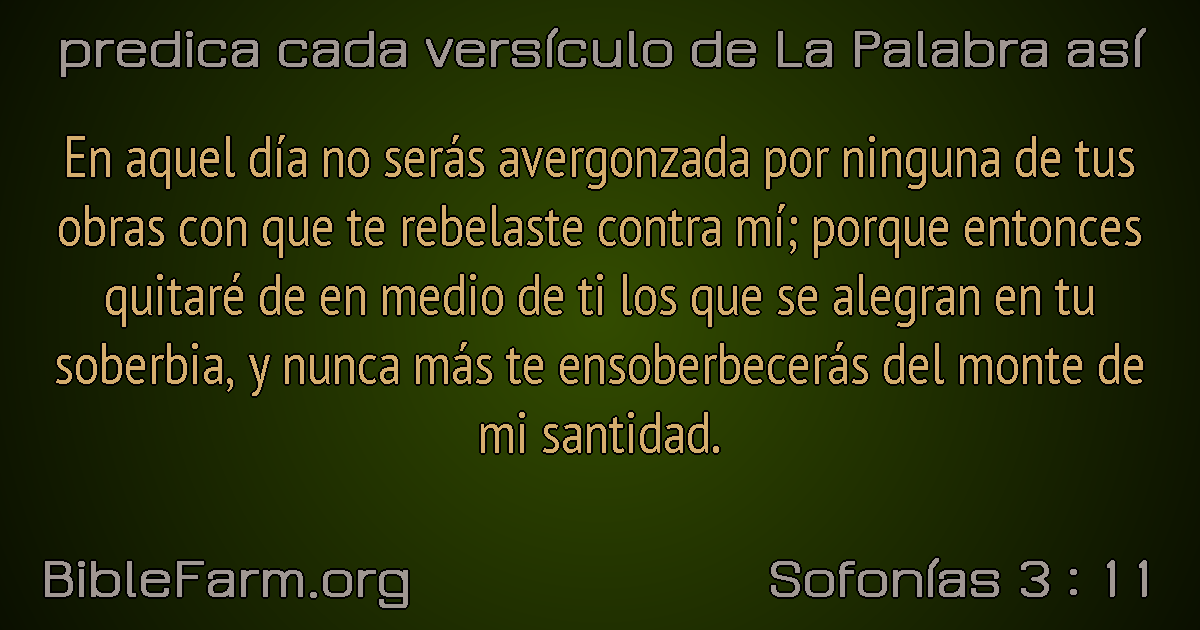 predica cada versículo de La Palabra así
En aquel día no serás avergonzada por ninguna de tus
obras con que te rebelaste contra mí; porque entonces
quitaré de en medio de ti los que se alegran en tu
soberbia, y nunca más te ensoberbecerás del monte de
mi santidad.
BibleFarm.org
Sofonías 3 : 11